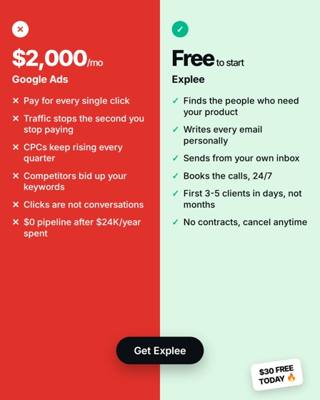 $2,000/mo
Google Ads
✕ Pay for every single click
✕ Traffic stops the second you
stop paying
✕ CPCs keep rising every
quarter
✕ Competitors bid up your
keywords
✕ Clicks are not conversations
✕ $0 pipeline after $24K/year
spent
Free to start
Explee
✓ Finds the people who need
your product
✓ Writes every email
personally
✓ Sends from your own inbox
✓ Books the calls, 24/7
✓ First 3-5 clients in days, not
months
✓ No contracts, cancel anytime
Get Explee
$30 FREE
TODAY 🔥